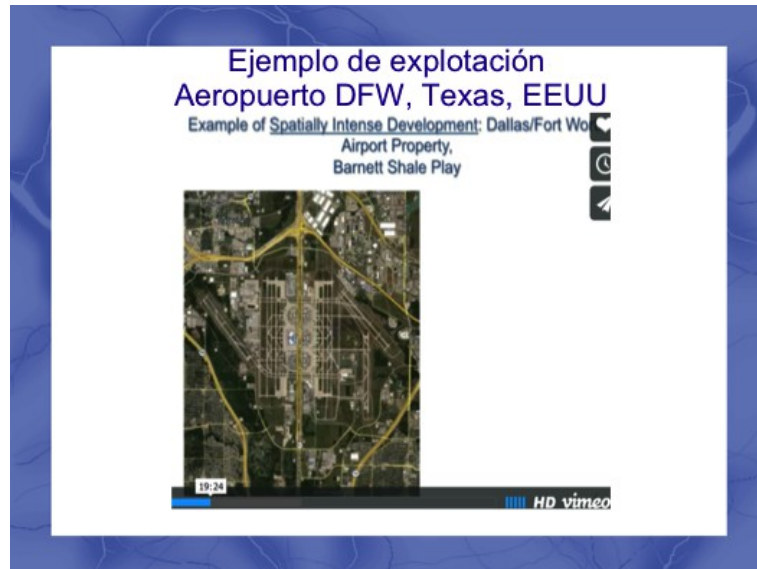 Ejemplo de explotación
Aeropuerto DFW, Texas, EEUU
Example of Spatially Intense Development: Dallas/Fort Wo
Airport Property,
Barnett Shale Play
19:24
HD vimeo